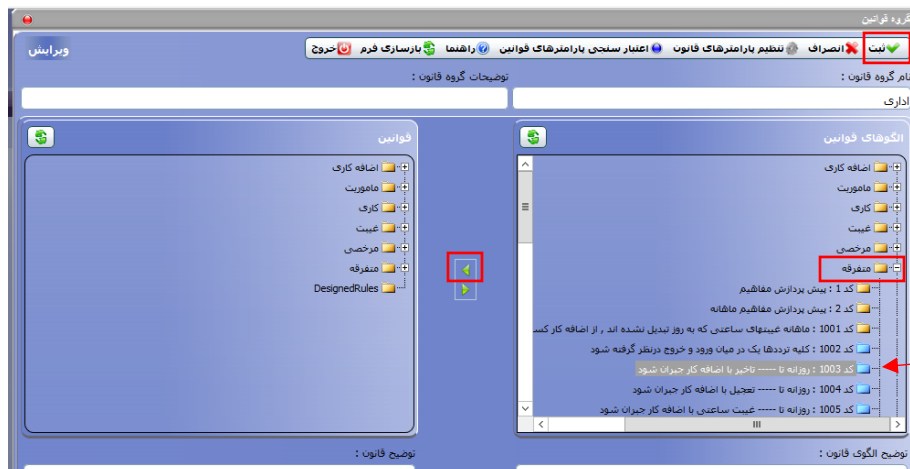 گروه قوانین
ویرایش
ثبت انصراف تنظیم پارامترهای قانون اعتبار سنجی پارامترهای قوانین راهنما بازسازی فرم خروج
نام گروه قانون :
توضیحات گروه قانون :
اداری
الگوهای قوانین
اضافه کاری
ماموریت
کاری
غیبت
مرخصی
متفرقه
کد 1 : پیش پردازش مفاهیم
کد 2 : پیش پردازش مفاهیم ماهانه
کد 1001 : ماهانه غیبتهای ساعتی که به روز تبدیل نشده اند , از اضافه کار کسـ
کد 1002 : کلیه ترددها یک در میان ورود و خروج درنظر گرفته شود
کد 1003 : روزانه تا ----- تاخیر با اضافه کار جبران شود
کد 1004 : روزانه تا ----- تعجیل با اضافه کار جبران شود
کد 1005 : روزانه تا ----- غیبت ساعتی با اضافه کار جبران شود
قوانین
اضافه کاری
ماموریت
کاری
غیبت
مرخصی
متفرقه
DesignedRules
توضیح الگوی قانون :
توضیح قانون :